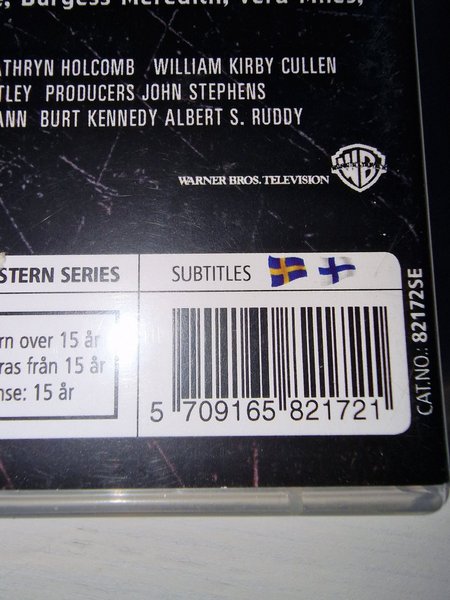 Burgess Meredith, Vera Miles,
ATHRYN HOLCOMB WILLIAM KIRBY CULLEN
TLEY PRODUCERS JOHN STEPHENS
ANN BURT KENNEDY ALBERT S. RUDDY
WARNER BROS. TELEVISION WB
STERN SERIES
SUBTITLES
rn over 15 år
ras från 15 år
nse: 15 år
5 709165 821721
CAT.NO.: 82172SE